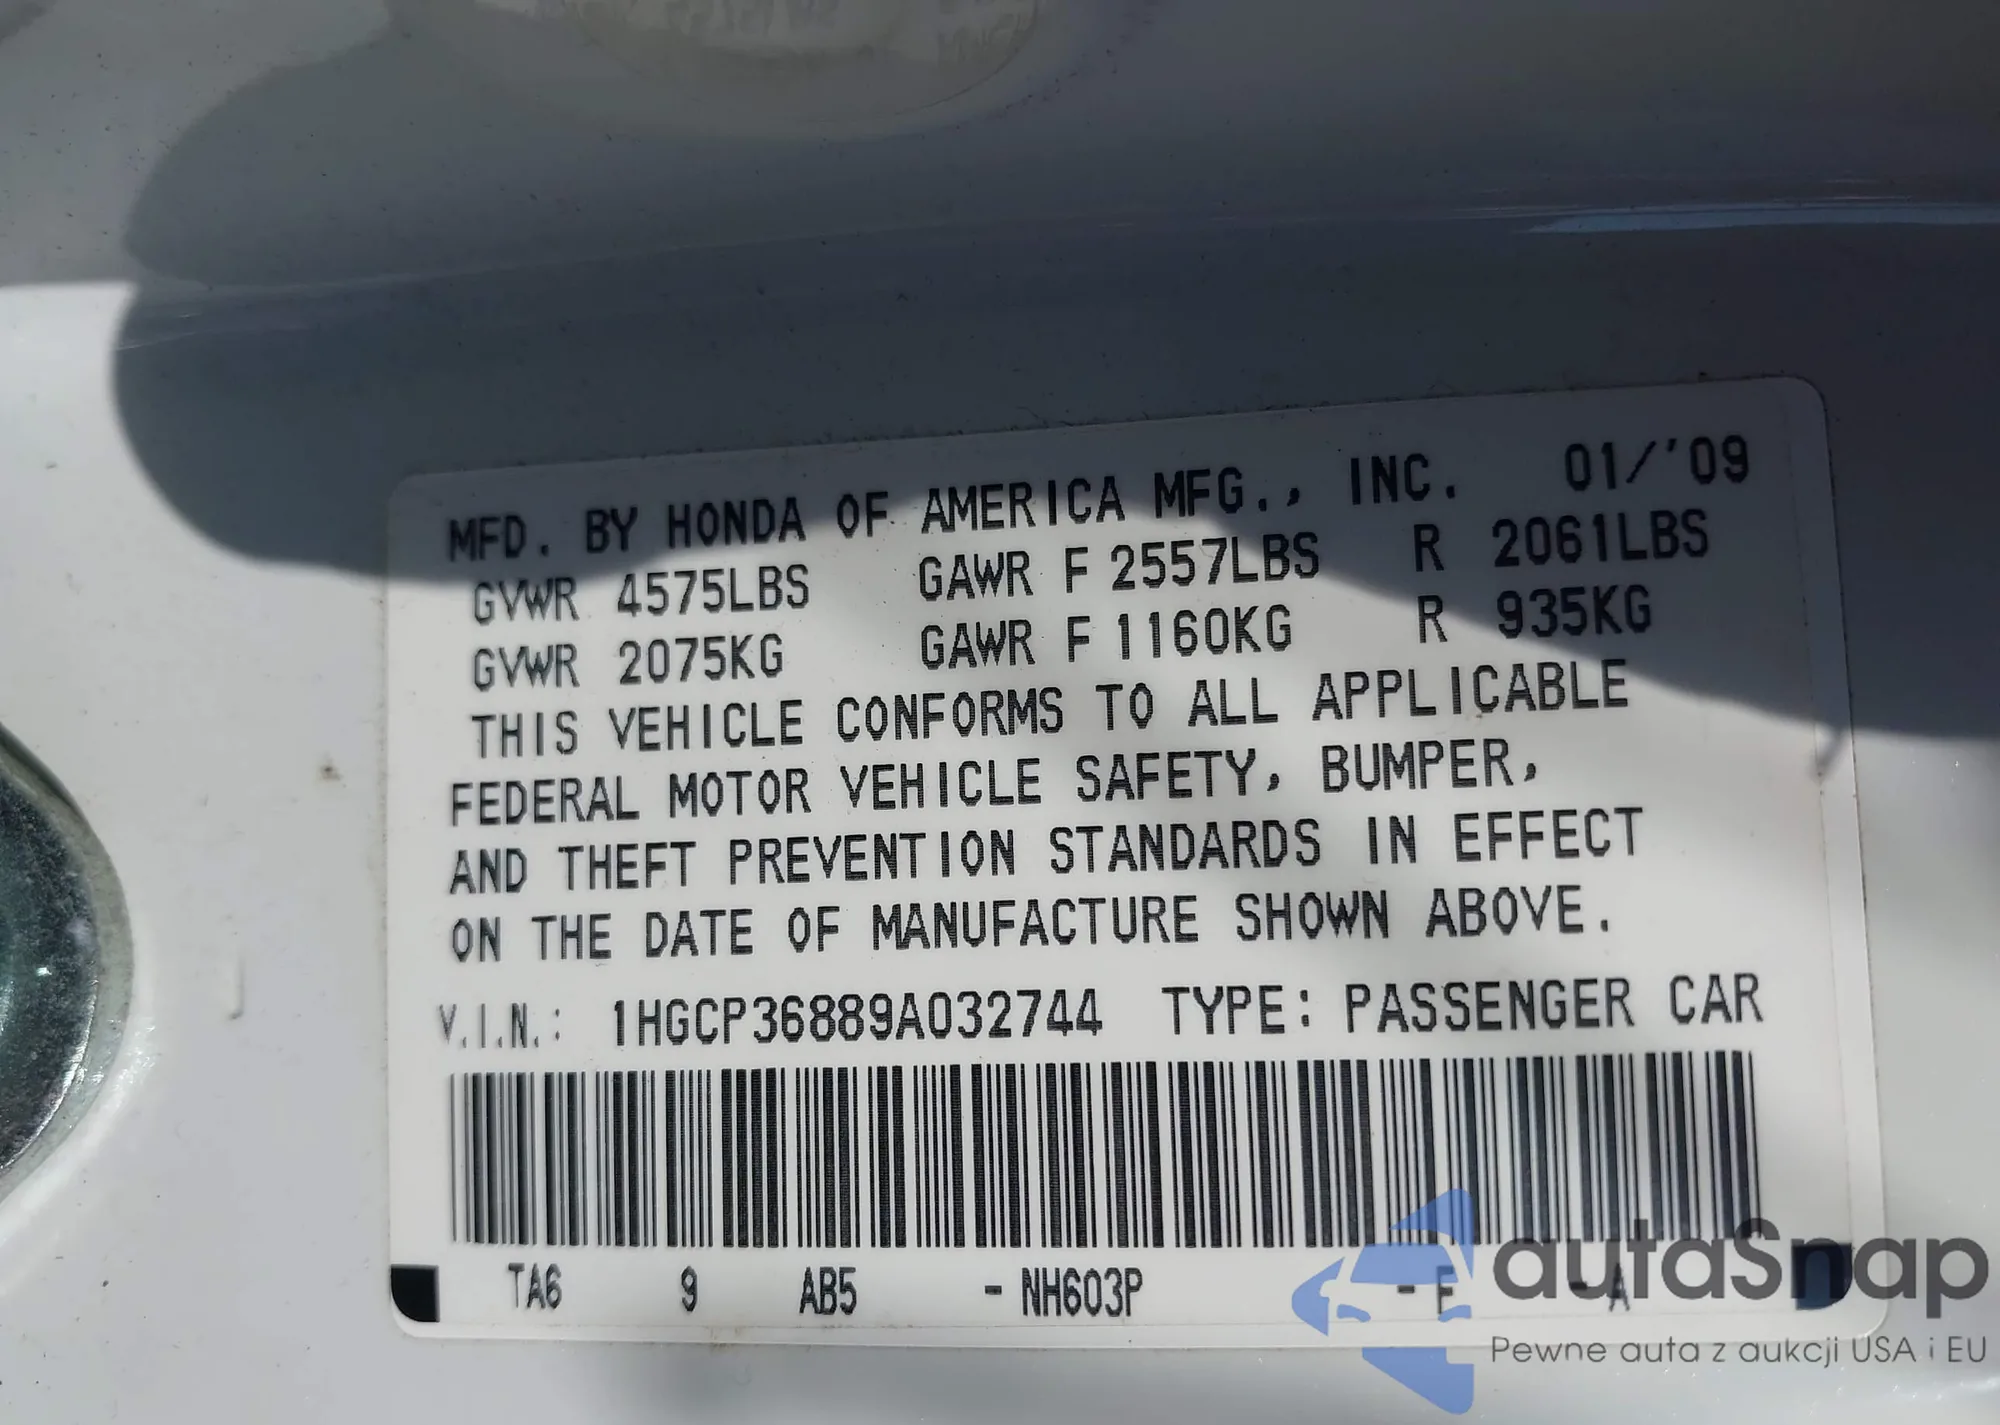 MFD. BY HONDA OF AMERICA MFG., INC. 01/'09
GVWR 4575LBS GAWR F 2557LBS R 2061LBS
GVWR 2075KG GAWR F 1160KG R 935KG
THIS VEHICLE CONFORMS TO ALL APPLICABLE
FEDERAL MOTOR VEHICLE SAFETY, BUMPER,
AND THEFT PREVENTION STANDARDS IN EFFECT
ON THE DATE OF MANUFACTURE SHOWN ABOVE.
V.I.N.: 1HGCP36889A032744 TYPE: PASSENGER CAR
TA6 9 AB5 - NH603P - E - A
autaSnap
Pewne auta z aukcji USA i EU